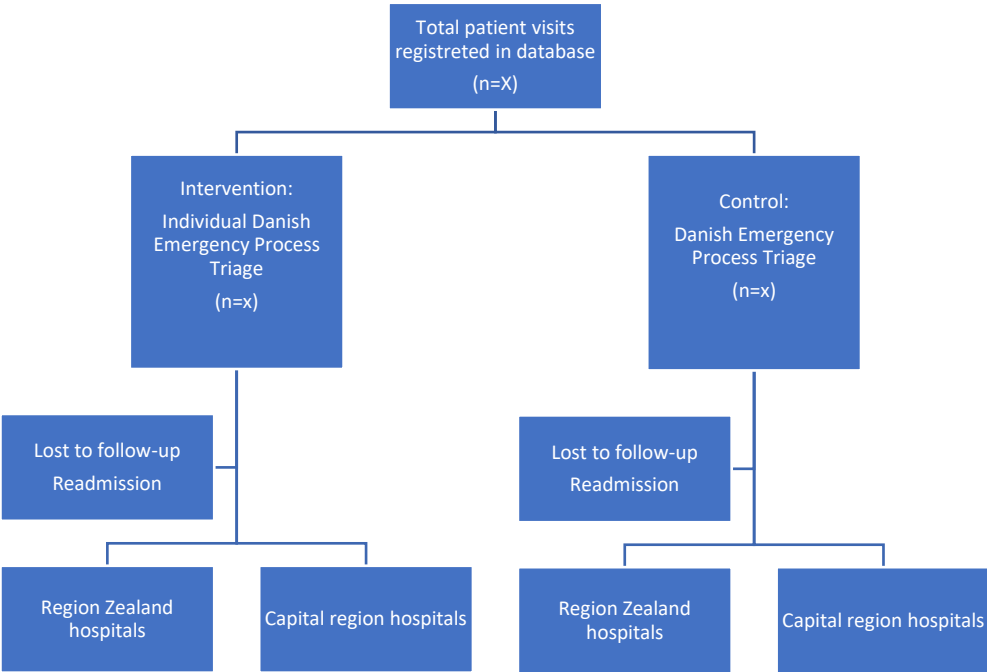 Total patient visits
registreted in database
(n=X)
Intervention:
Individual Danish
Emergency Process
Triage
(n=x)
Control:
Danish Emergency
Process Triage
(n=x)
Lost to follow-up
Readmission
Lost to follow-up
Readmission
Region Zealand
hospitals
Capital region hospitals
Region Zealand
hospitals
Capital region hospitals